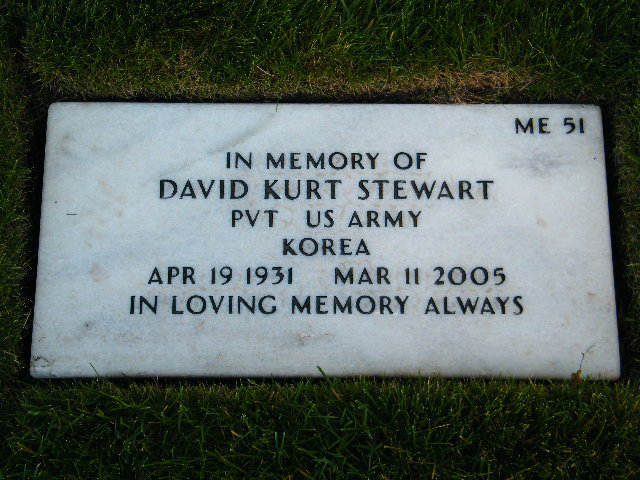 ME 51
IN MEMORY OF
DAVID KURT STEWART
PVT US ARMY
KOREA
APR 19 1931 MAR 11 2005
IN LOVING MEMORY ALWAYS